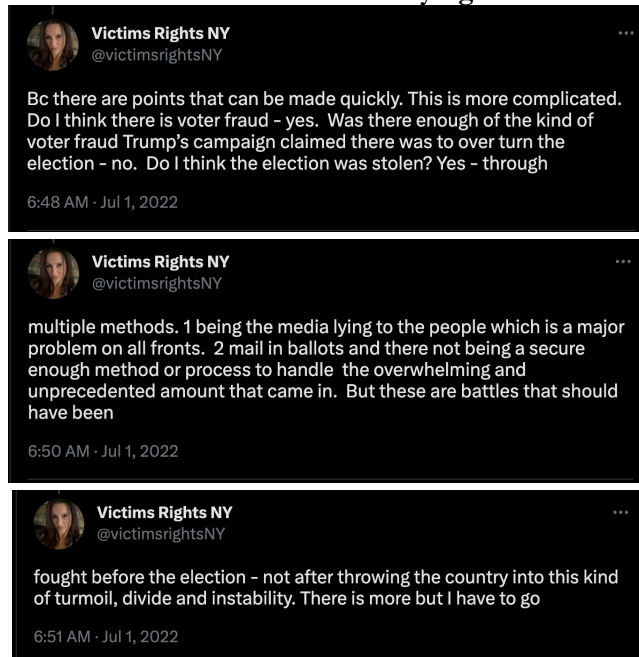 Victims Rights NY
@victimsrightsNY
Bc there are points that can be made quickly. This is more complicated.
Do I think there is voter fraud - yes.  Was there enough of the kind of
voter fraud Trump's campaign claimed there was to over turn the
election - no.  Do I think the election was stolen? Yes - through
6:48 AM · Jul 1, 2022
Victims Rights NY
@victimsrightsNY
multiple methods. 1 being the media lying to the people which is a major
problem on all fronts.  2 mail in ballots and there not being a secure
enough method or process to handle  the overwhelming and
unprecedented amount that came in.  But these are battles that should
have been
6:50 AM · Jul 1, 2022
Victims Rights NY
@victimsrightsNY
fought before the election - not after throwing the country into this kind
of turmoil, divide and instability. There is more but I have to go
6:51 AM · Jul 1, 2022